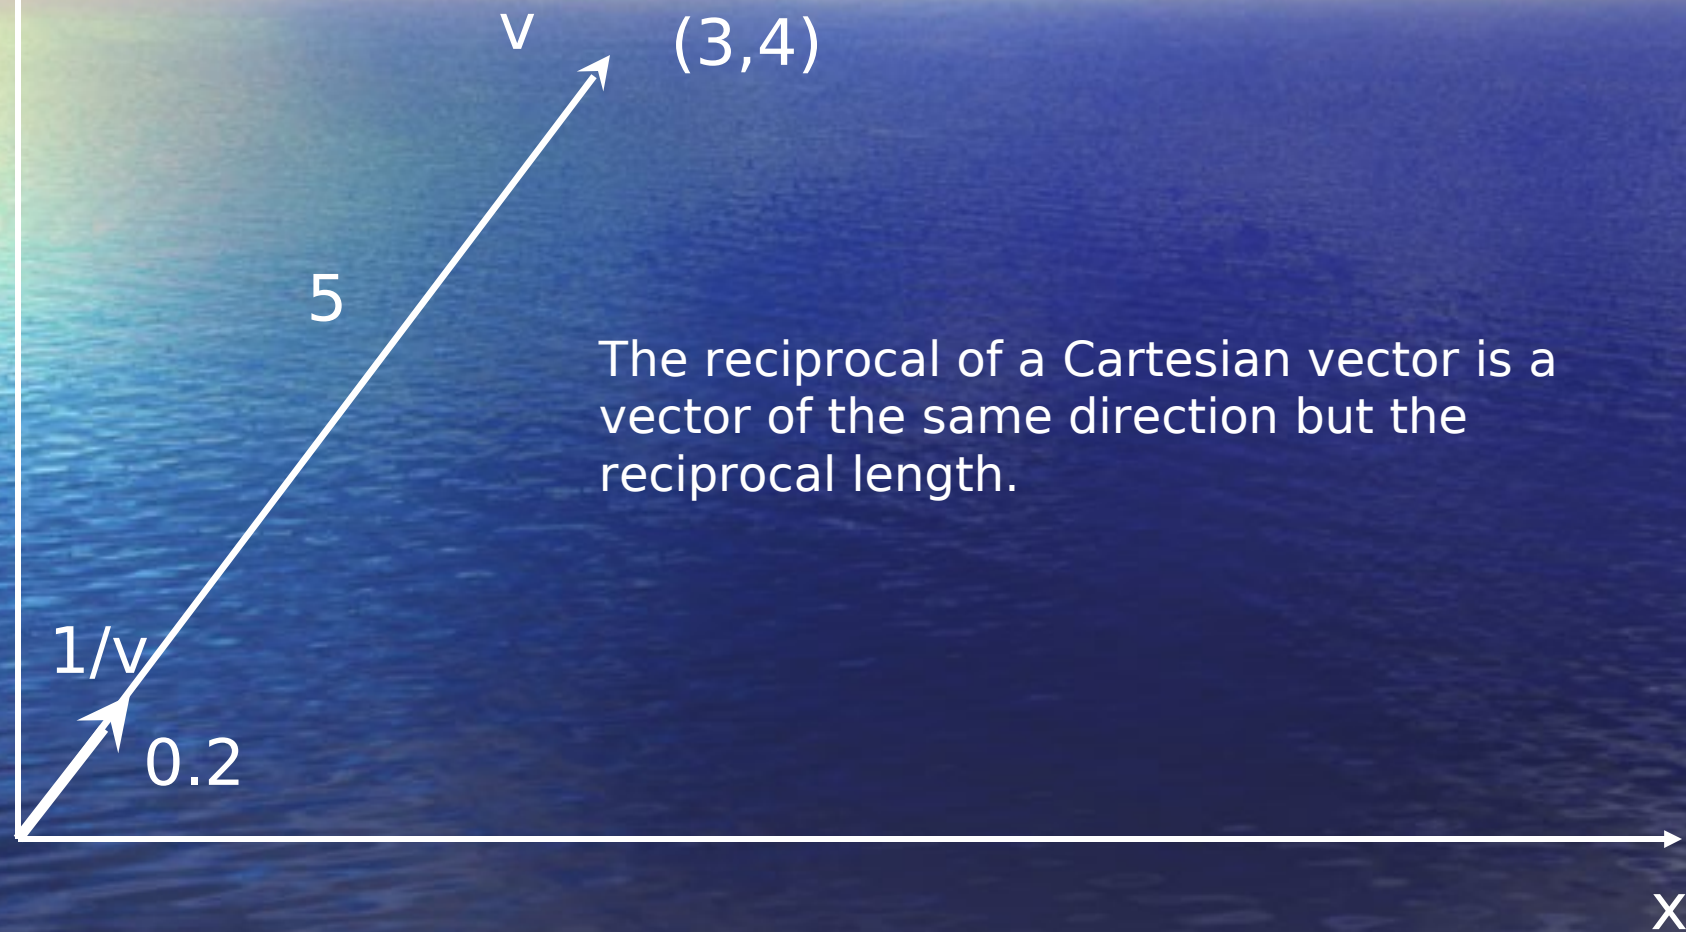 v
(3,4)
5
The reciprocal of a Cartesian vector is a
vector of the same direction but the
reciprocal length.
1/v
0.2
x